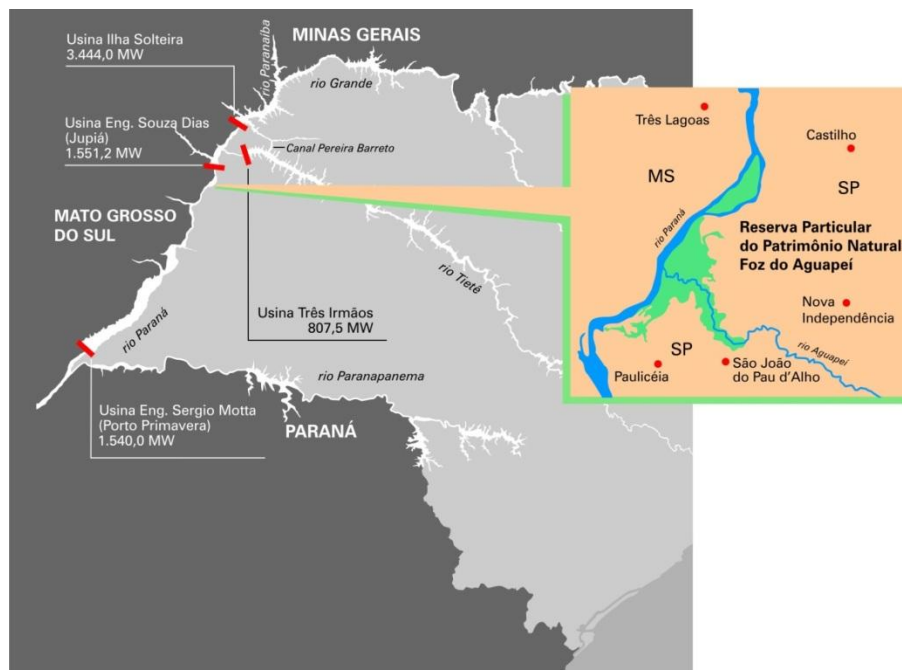 Usina Ilha Solteira
3.444,0 MW
MINAS GERAIS
rio Paranaíba
rio Grande
Usina Eng. Souza Dias
(Jupiá)
1.551,2 MW
Canal Pereira Barreto
MATO GROSSO
DO SUL
rio Tietê
Usina Três Irmãos
807,5 MW
rio Paraná
rio Paranapanema
Usina Eng. Sergio Motta
(Porto Primavera)
1.540,0 MW
PARANÁ
Três Lagoas
Castilho
MS
SP
rio Paraná
Reserva Particular
do Patrimônio Natural
Foz do Aguapeí
Nova
Independência
rio Aguapeí
SP
Paulicéia
São João
do Pau d'Alho